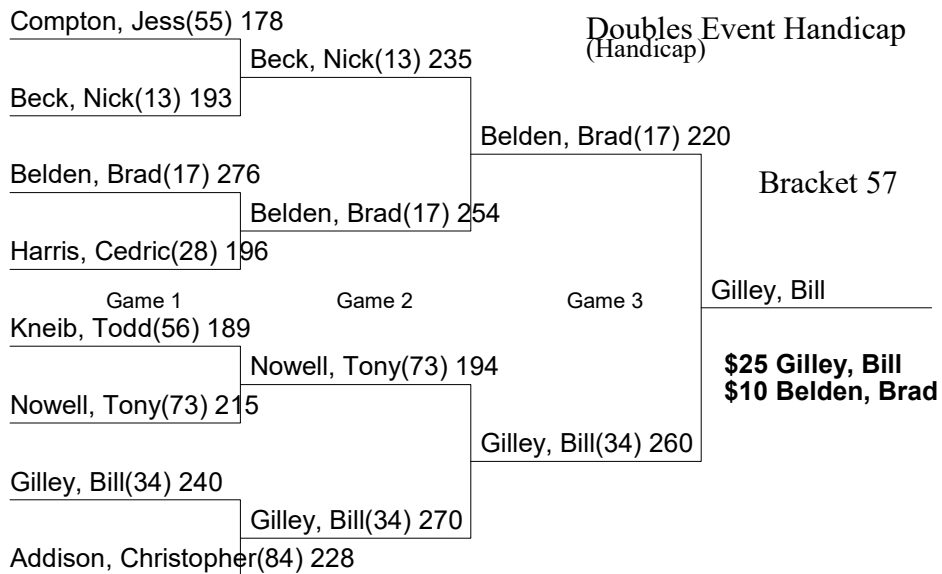 Compton, Jess(55) 178
Doubles Event Handicap
(Handicap)
Beck, Nick(13) 235
Beck, Nick(13) 193
Belden, Brad(17) 220
Belden, Brad(17) 276
Bracket 57
Belden, Brad(17) 254
Harris, Cedric(28) 196
Game 1
Game 2
Game 3
Gilley, Bill
Kneib, Todd(56) 189
Nowell, Tony(73) 194
$25 Gilley, Bill
$10 Belden, Brad
Nowell, Tony(73) 215
Gilley, Bill(34) 260
Gilley, Bill(34) 240
Gilley, Bill(34) 270
Addison, Christopher(84) 228